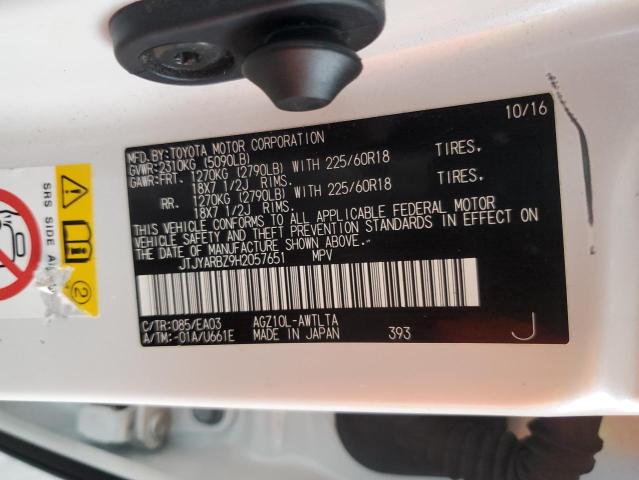 10/16
MFD.BY:TOYOTA MOTOR CORPORATION
GVWR:2310KG (5090LB)
GAWR:FRT. 1270KG (2790LB) WITH 225/60R18 TIRES.
18X7 1/2J RIMS.
RR. 1270KG (2790LB) WITH 225/60R18 TIRES.
18X7 1/2J RIMS.
THIS VEHICLE CONFORMS TO ALL APPLICABLE FEDERAL MOTOR
VEHICLE SAFETY AND THEFT PREVENTION STANDARDS IN EFFECT ON
THE DATE OF MANUFACTURE SHOWN ABOVE.
JTJYARBZ9H2057651 MPV
C/TR:085/EA03 AGZ10L-AWTLTA
A/TM:-01A/U661E MADE IN JAPAN 393 J
SRS SIDE
2